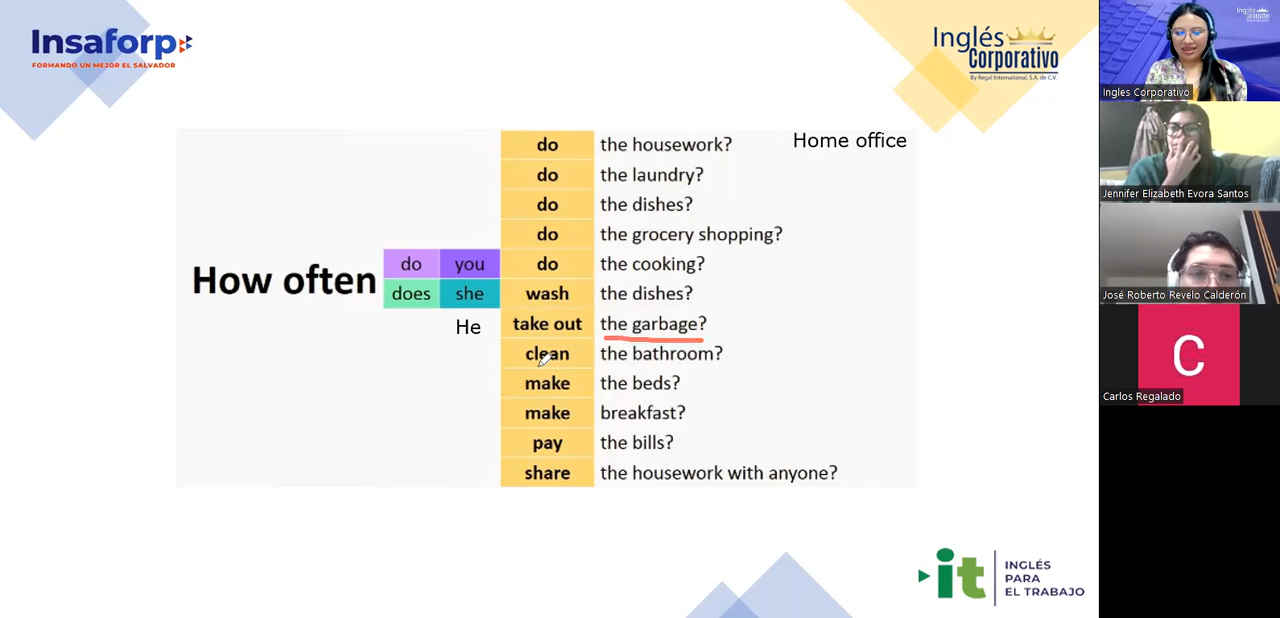 Insaforp
FORMANDO UN MEJOR EL SALVADOR
Inglés
Corporativo
By Regal International, S.A. de C.V.
Home office
How often
do you
does she
He
do the housework?
do the laundry?
do the dishes?
do the grocery shopping?
do the cooking?
wash the dishes?
take out the garbage?
clean the bathroom?
make the beds?
make breakfast?
pay the bills?
share the housework with anyone?
it
INGLÉS
PARA
EL TRABAJO
Ingles Corporativo
Jennifer Elizabeth Evora Santos
José Roberto Revelo Calderón
C
Carlos Regalado